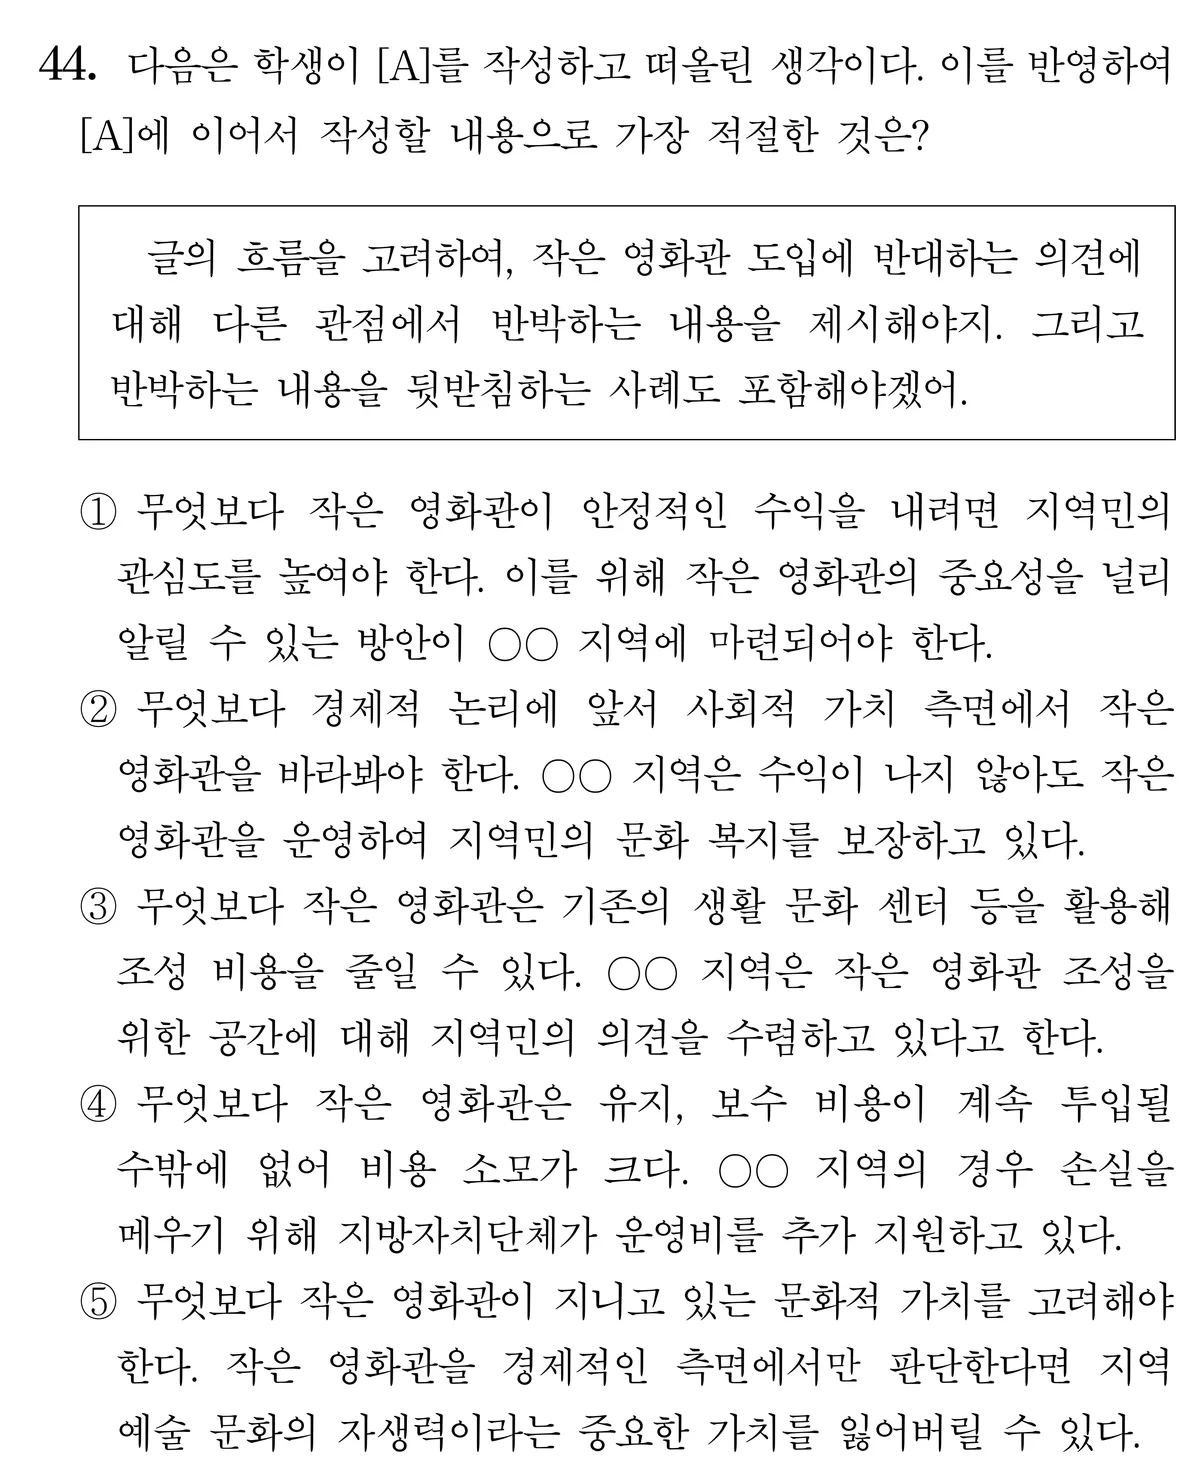 44. 다음은 학생이 [A]를 작성하고 떠올린 생각이다. 이를 반영하여
[A]에 이어서 작성할 내용으로 가장 적절한 것은?
글의 흐름을 고려하여, 작은 영화관 도입에 반대하는 의견에
대해 다른 관점에서 반박하는 내용을 제시해야지. 그리고
반박하는 내용을 뒷받침하는 사례도 포함해야겠어.
① 무엇보다 작은 영화관이 안정적인 수익을 내려면 지역민의
관심도를 높여야 한다. 이를 위해 작은 영화관의 중요성을 널리
알릴 수 있는 방안이 ○○ 지역에 마련되어야 한다.
② 무엇보다 경제적 논리에 앞서 사회적 가치 측면에서 작은
영화관을 바라봐야 한다. ○○ 지역은 수익이 나지 않아도 작은
영화관을 운영하여 지역민의 문화 복지를 보장하고 있다.
③ 무엇보다 작은 영화관은 기존의 생활 문화 센터 등을 활용해
조성 비용을 줄일 수 있다. ○○ 지역은 작은 영화관 조성을
위한 공간에 대해 지역민의 의견을 수렴하고 있다고 한다.
④ 무엇보다 작은 영화관은 유지, 보수 비용이 계속 투입될
수밖에 없어 비용 소모가 크다. ○○ 지역의 경우 손실을
메우기 위해 지방자치단체가 운영비를 추가 지원하고 있다.
⑤ 무엇보다 작은 영화관이 지니고 있는 문화적 가치를 고려해야
한다. 작은 영화관을 경제적인 측면에서만 판단한다면 지역
예술 문화의 자생력이라는 중요한 가치를 잃어버릴 수 있다.